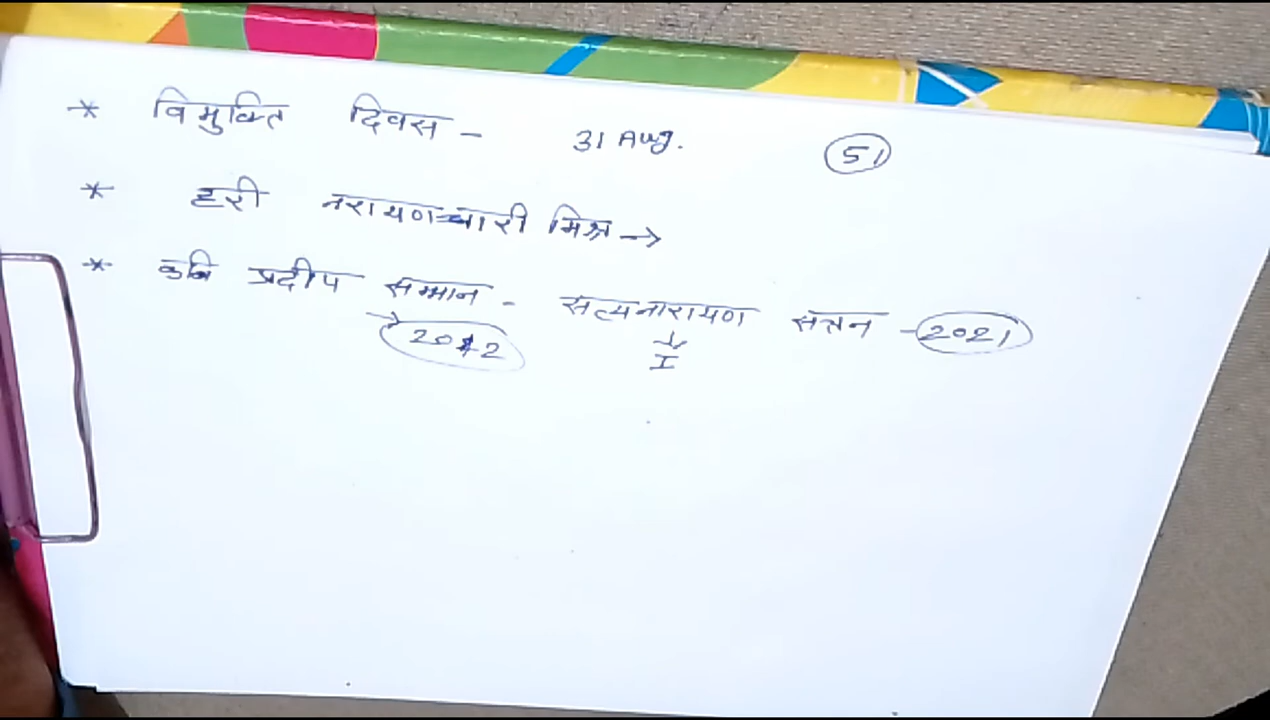 * विमुक्ति दिवस - 31 Aug. (51)
* हरी नरायणचारी मिश्र →
* कवि प्रदीप सम्मान - सत्यनारायण सत्तन - 2021
→ 2012 ↓
I